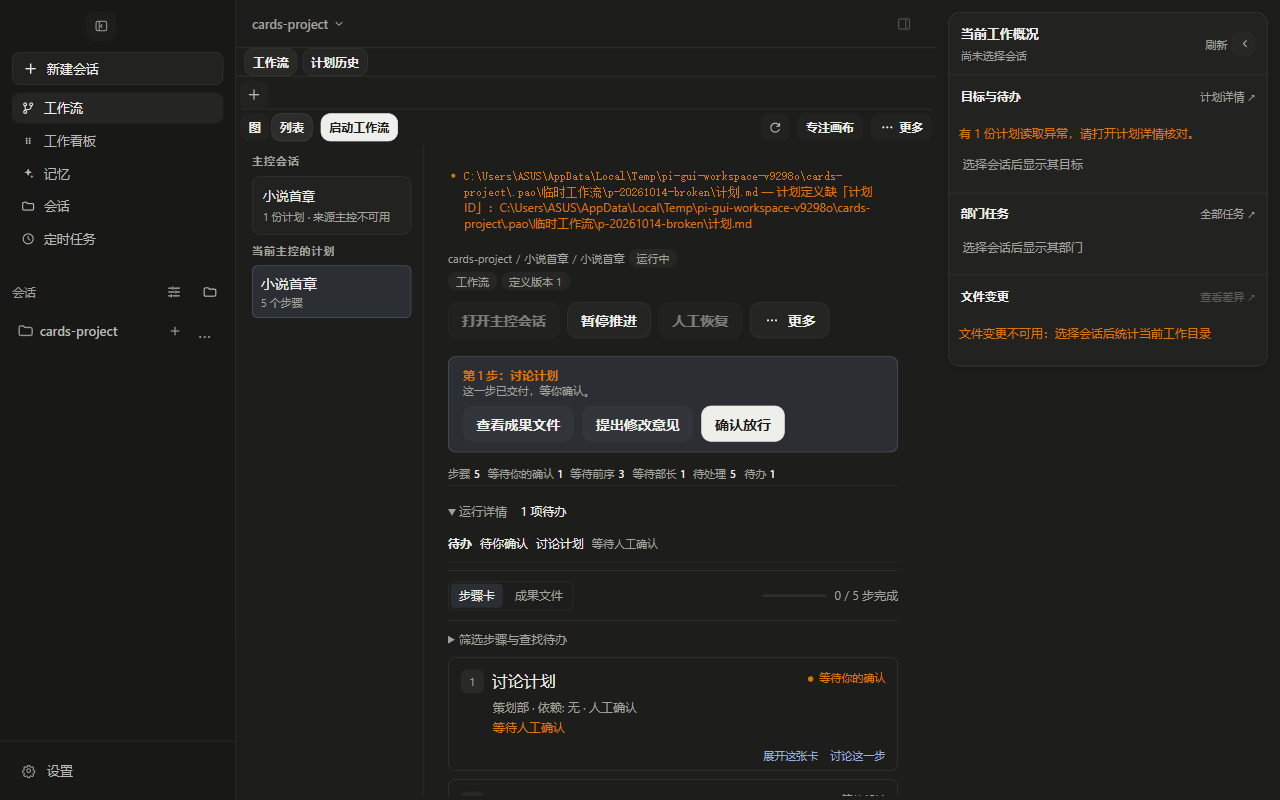 新建会话
工作流
工作看板
记忆
会话
定时任务
会话
cards-project
设置
cards-project
工作流 计划历史
图 列表 启动工作流 专注画布 更多
主控会话
小说首章
1 份计划 · 来源主控不可用
当前主控的计划
小说首章
5 个步骤
C:\Users\ASUS\AppData\Local\Temp\pi-gui-workspace-v9298o\cards-
project\.pao\临时工作流\p-20261014-broken\计划.md — 计划定义缺「计划
ID」: C:\Users\ASUS\AppData\Local\Temp\pi-gui-workspace-v9298o\cards-
project\.pao\临时工作流\p-20261014-broken\计划.md
cards-project / 小说首章 / 小说首章 运行中
工作流 定义版本 1
打开主控会话 暂停推进 人工恢复 更多
第 1 步：讨论计划
这一步已交付，等你确认。
查看成果文件 提出修改意见 确认放行
步骤 5 等待你的确认 1 等待前序 3 等待部长 1 待处理 5 待办 1
运行详情 1 项待办
待办 待你确认 讨论计划 等待人工确认
步骤卡 成果文件 0 / 5 步完成
筛选步骤与查找待办
1 讨论计划 等待你的确认
策划部 · 依赖: 无 · 人工确认
等待人工确认
展开这张卡 讨论这一步
当前工作概况
尚未选择会话
刷新
目标与待办 计划详情 ↗
有 1 份计划读取异常，请打开计划详情核对。
选择会话后显示其目标
部门任务 全部任务 ↗
选择会话后显示其部门
文件变更 查看差异 ↗
文件变更不可用：选择会话后统计当前工作目录